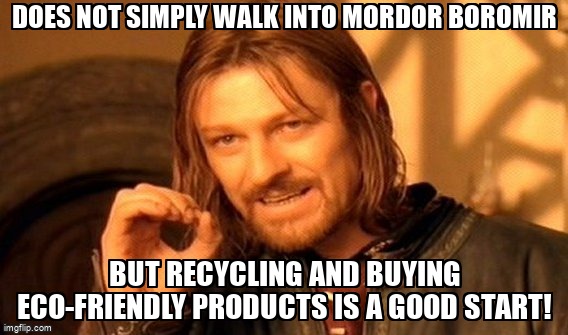 DOES NOT SIMPLY WALK INTO MORDOR BOROMIR
BUT RECYCLING AND BUYING
ECO-FRIENDLY PRODUCTS IS A GOOD START!
imgflip.com